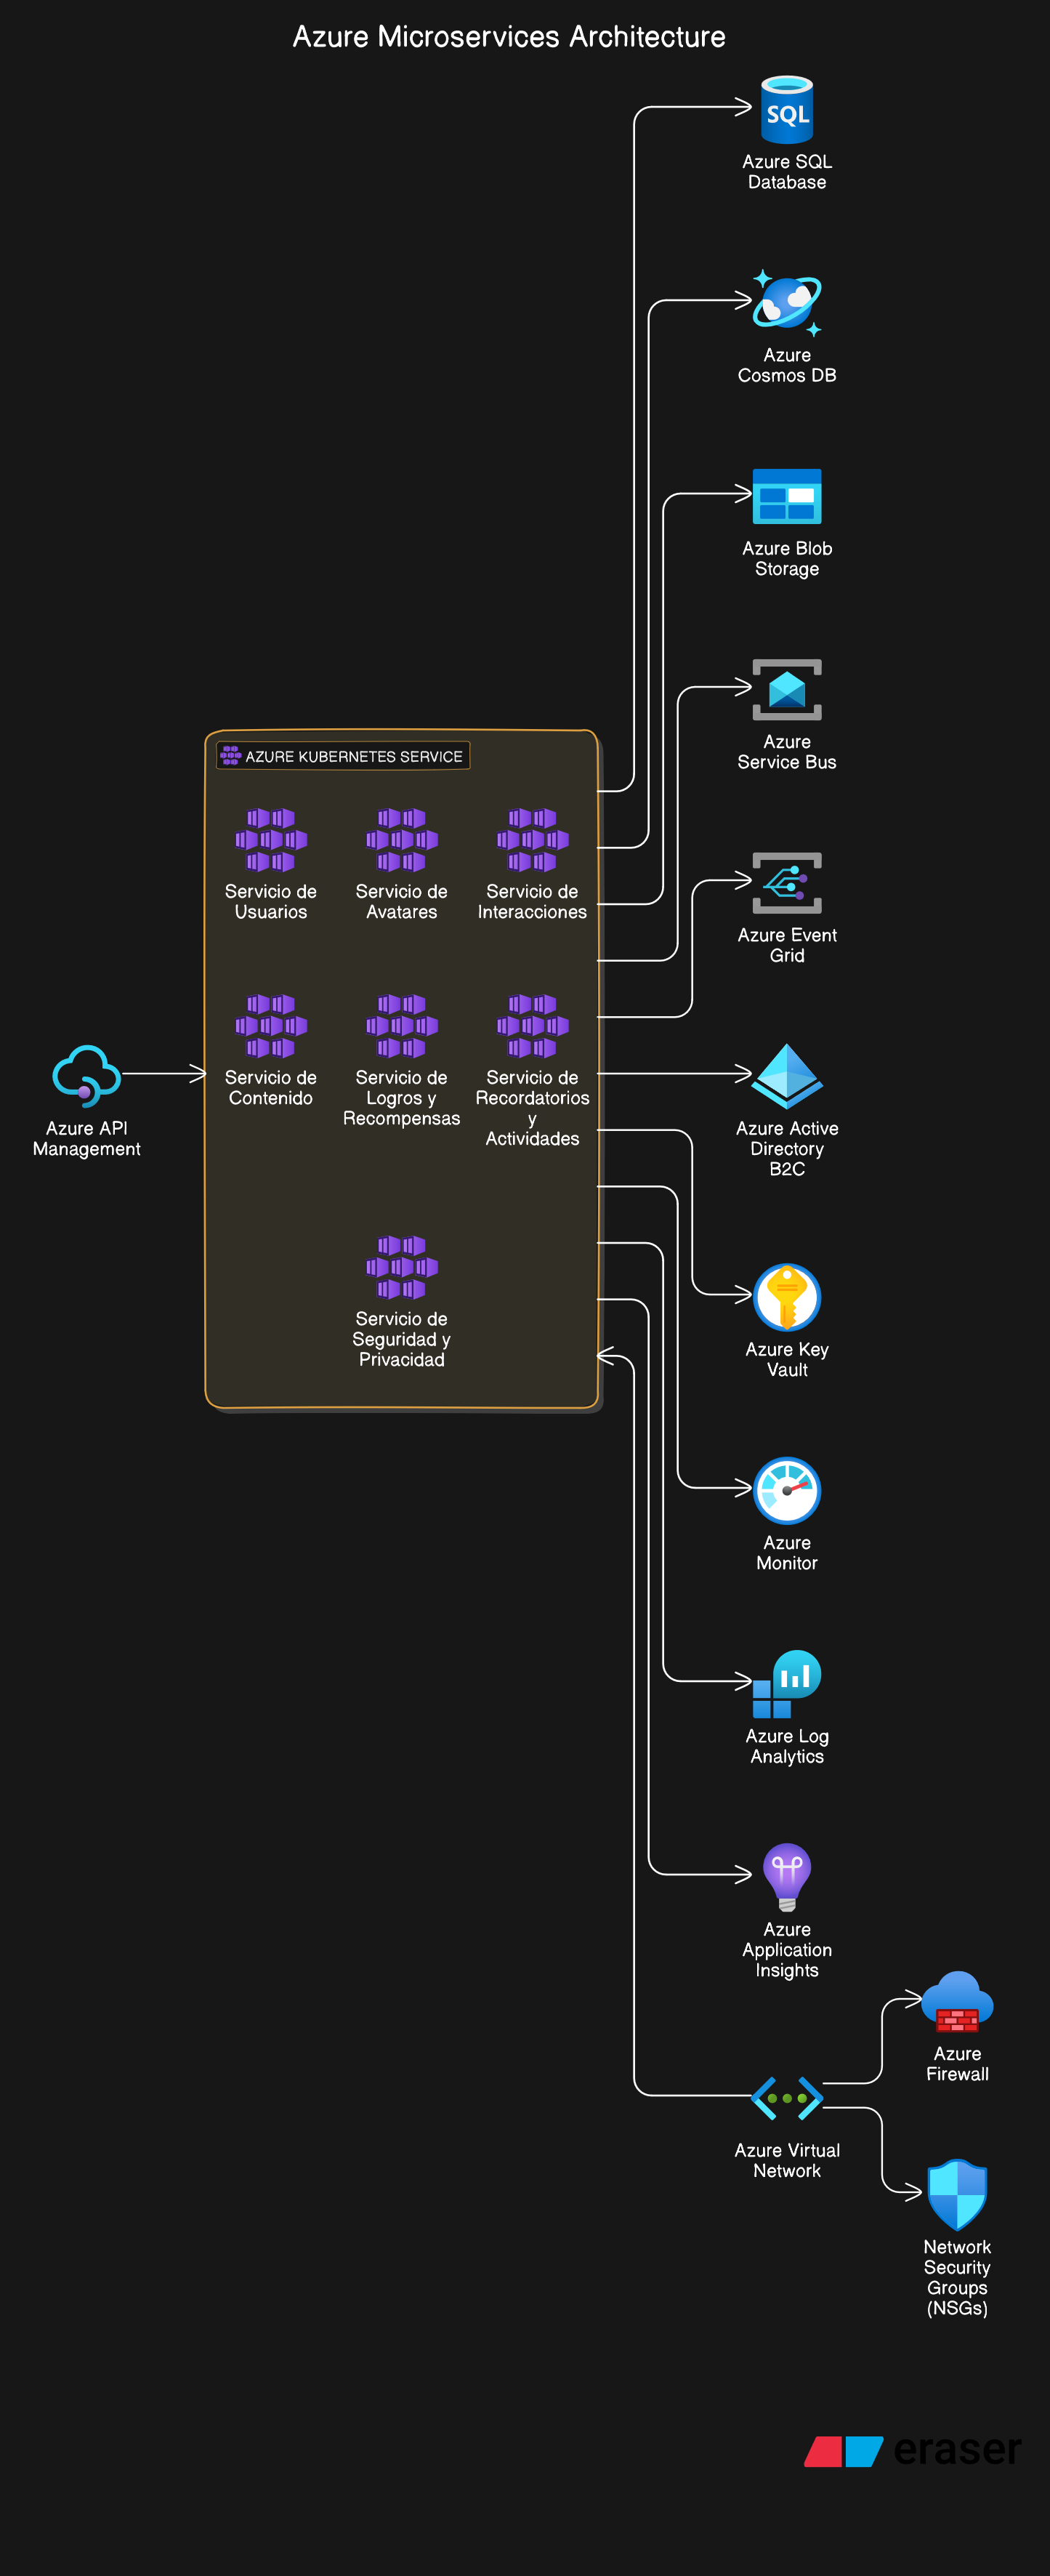 Azure Microservices Architecture
SQL
Azure SQL
Database
Azure
Cosmos DB
Azure Blob
Storage
Azure
Service Bus
AZURE KUBERNETES SERVICE
Servicio de
Usuarios
Servicio de
Avatares
Servicio de
Interacciones
Azure Event
Grid
Servicio de
Contenido
Servicio de
Logros y
Recompensas
Servicio de
Recordatorios
y
Actividades
Azure API
Management
Azure Active
Directory
B2C
Servicio de
Seguridad y
Privacidad
Azure Key
Vault
Azure
Monitor
Azure Log
Analytics
Azure
Application
Insights
Azure
Firewall
Azure Virtual
Network
Network
Security
Groups
(NSGs)
eraser